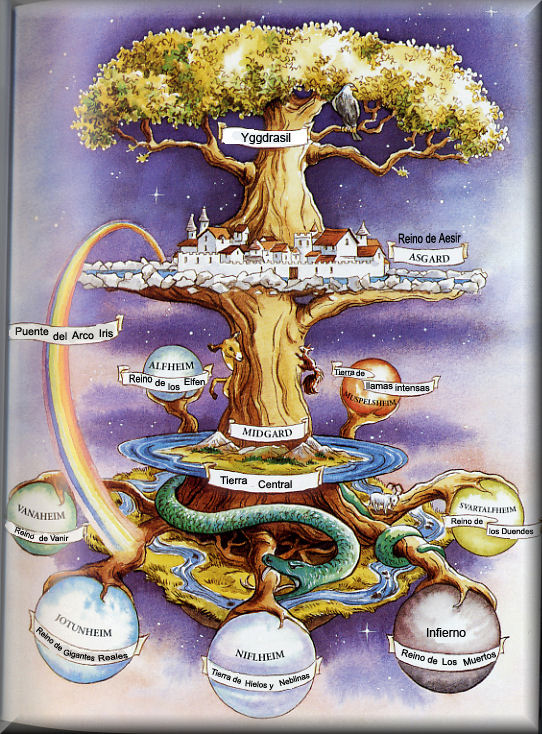 Yggdrasil
Reino de Aesir
ASGARD
Puente del Arco Iris
ALFHEIM
Reino de los Elfen
Tierra de
llamas intensas
MUSPELSHEIM
MIDGARD
Tierra Central
VANAHEIM
Reino de Vanir
SVARTALFHEIM
Reino de
los Duendes
JOTUNHEIM
Reino de Gigantes Reales
NIFLHEIM
Tierra de Hielos y Neblinas
Infierno
Reino de Los Muertos